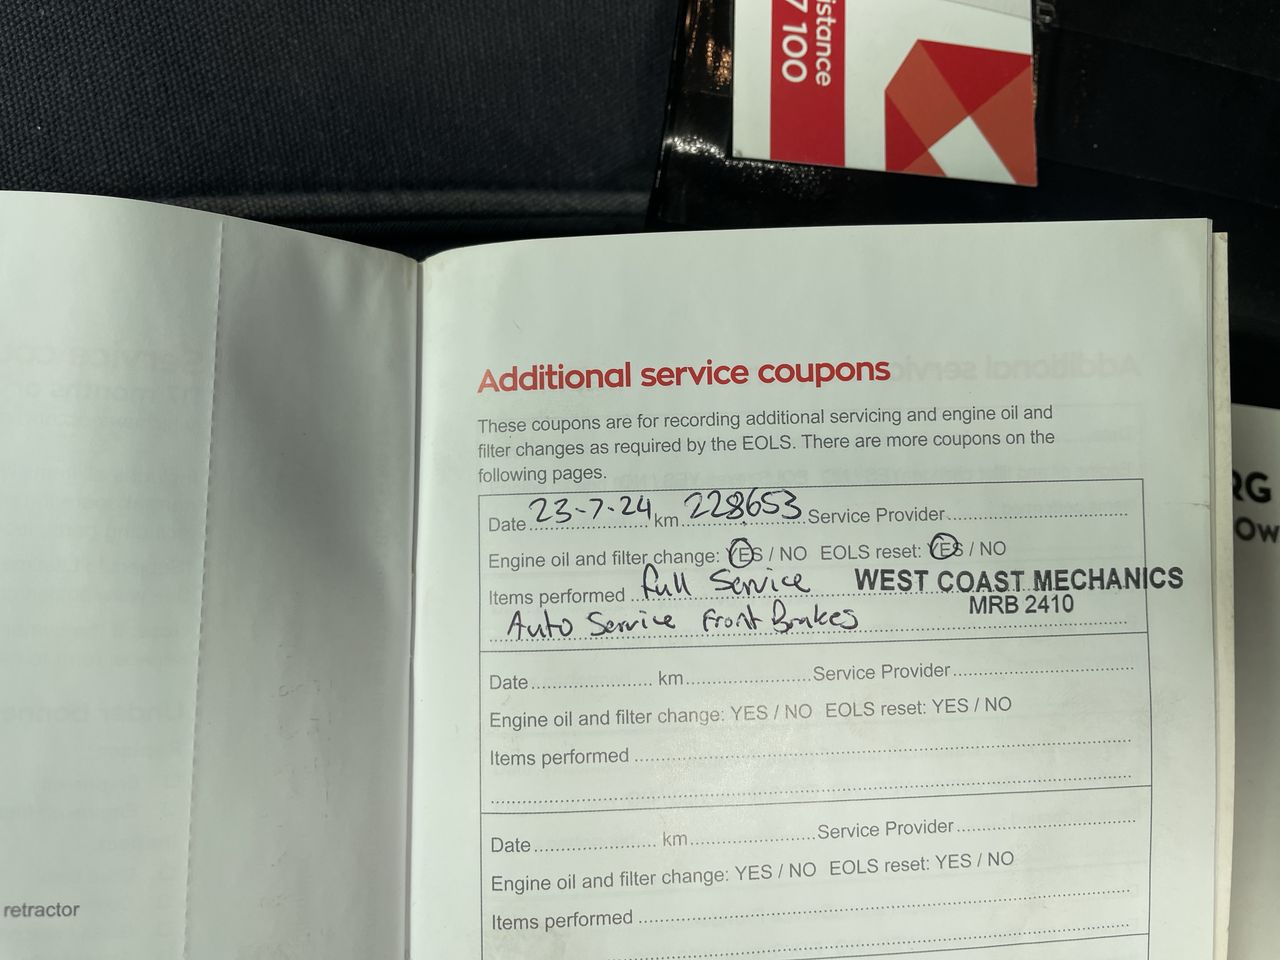 istance
7 100
Additional service coupons
These coupons are for recording additional servicing and engine oil and
filter changes as required by the EOLS. There are more coupons on the
following pages.
Date 23-7-24 km 228653 Service Provider
Engine oil and filter change: YES / NO EOLS reset: YES / NO
Items performed full Service WEST COAST MECHANICS
MRB 2410
Auto Service Front Brakes
Date km Service Provider
Engine oil and filter change: YES / NO EOLS reset: YES / NO
Items performed
Date km Service Provider
Engine oil and filter change: YES / NO EOLS reset: YES / NO
Items performed
retractor
RG
Ow